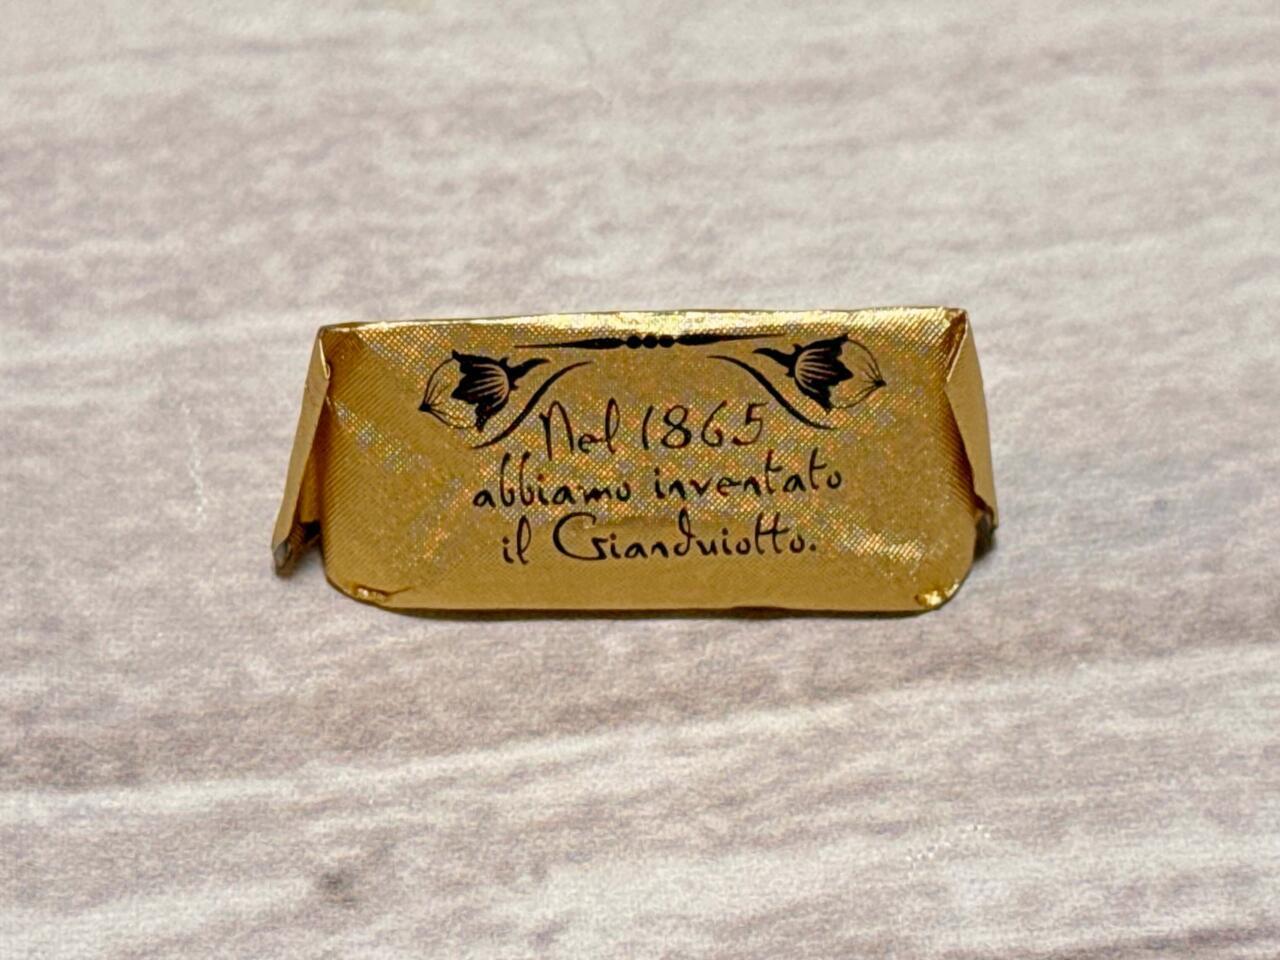 Nel 1865
abbiamo inventato
il Gianduiotto.